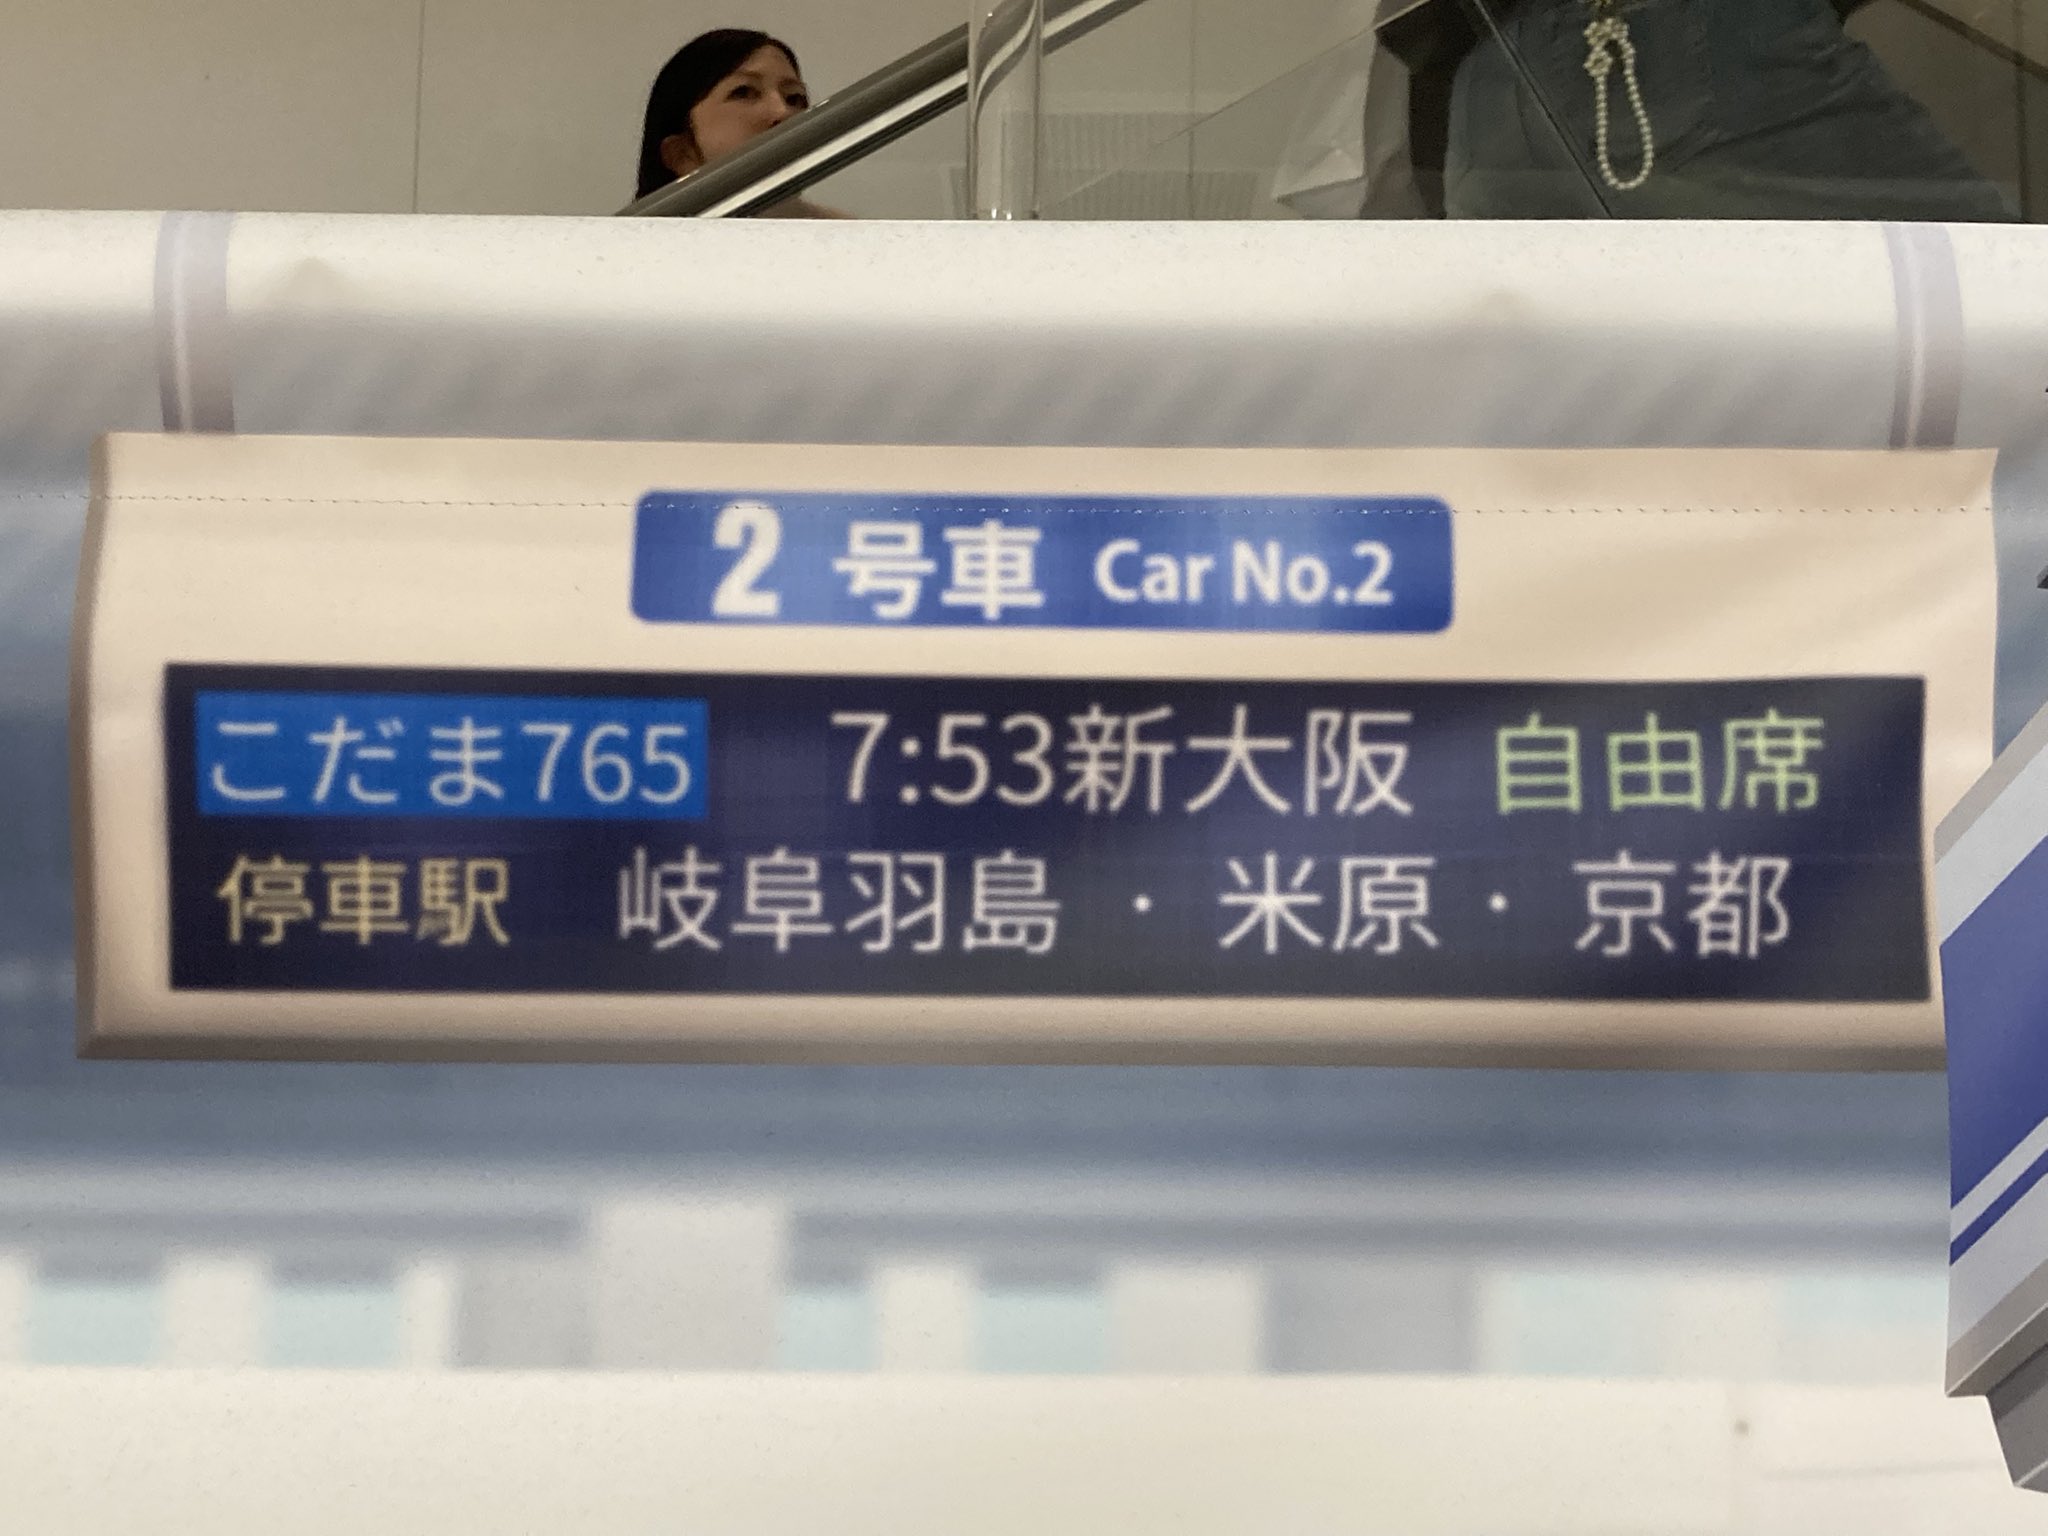 2 号車 Car No.2
こだま765 7:53新大阪 自由席
停車駅 岐阜羽島・米原・京都